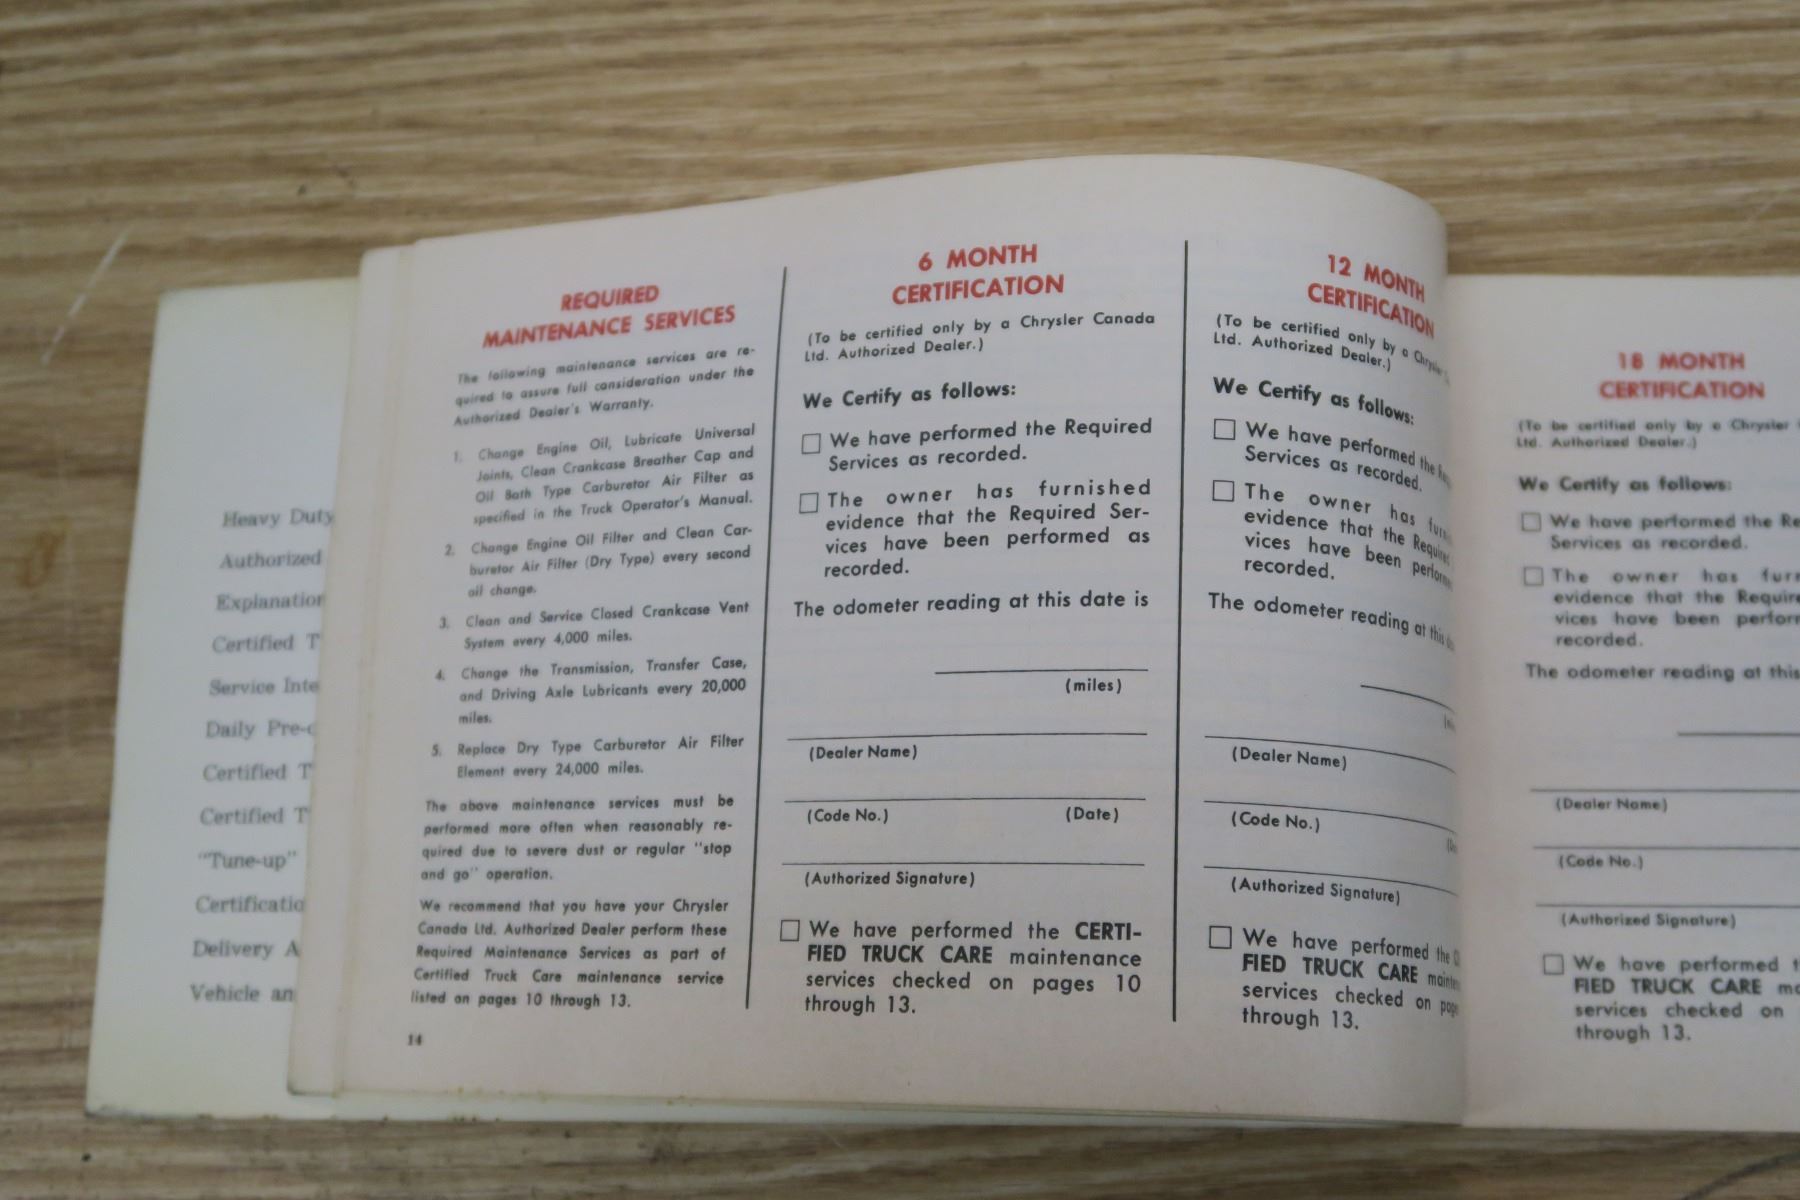 Heavy Duty
Authorized
Explanation
Certified T
Service Inte
Daily Pre-d
Certified T
Certified T
"Tune-up"
Certificatio
Delivery A
Vehicle an
REQUIRED
MAINTENANCE SERVICES
The following maintenance services are re-
quired to assure full consideration under the
Authorized Dealer's Warranty.
1. Change Engine Oil, Lubricate Universal
Joints, Clean Crankcase Breather Cap and
Oil Bath Type Carburetor Air Filter as
specified in the Truck Operator's Manual.
2. Change Engine Oil Filter and Clean Car-
buretor Air Filter (Dry Type) every second
oil change.
3. Clean and Service Closed Crankcase Vent
System every 4,000 miles.
4. Change the Transmission, Transfer Case,
and Driving Axle Lubricants every 20,000
miles.
5. Replace Dry Type Carburetor Air Filter
Element every 24,000 miles.
The above maintenance services must be
performed more often when reasonably re-
quired due to severe dust or regular "stop
and go" operation.
We recommend that you have your Chrysler
Canada Ltd. Authorized Dealer perform these
Required Maintenance Services as part of
Certified Truck Care maintenance service
listed on pages 10 through 13.
14
6 MONTH
CERTIFICATION
(To be certified only by a Chrysler Canada
Ltd. Authorized Dealer.)
We Certify as follows:
We have performed the Required
Services as recorded.
The owner has furnished
evidence that the Required Ser-
vices have been performed as
recorded.
The odometer reading at this date is
(miles)
(Dealer Name)
(Code No.) (Date)
(Authorized Signature)
We have performed the CERTI-
FIED TRUCK CARE maintenance
services checked on pages 10
through 13.
12 MONTH
CERTIFICATION
(To be certified only by a Chrysler
Ltd. Authorized Dealer.)
We Certify as follows:
We have performed the
Services as recorded.
The owner has
evidence that the
vices have been
recorded.
The odometer reading at this
(Dealer Name)
(Code No.)
(Authorized Signature)
We have performed the
FIED TRUCK CARE
services checked on
through 13.
18 MONTH
CERTIFICATION
(To be certified only by a Chrysler
Ltd. Authorized Dealer.)
We Certify as follows:
We have performed the Re
Services as recorded.
The owner has furn
evidence that the Require
vices have been perfor
recorded.
The odometer reading at this
(Dealer Name)
(Code No.)
(Authorized Signature)
We have performed t
FIED TRUCK CARE
services checked on
through 13.